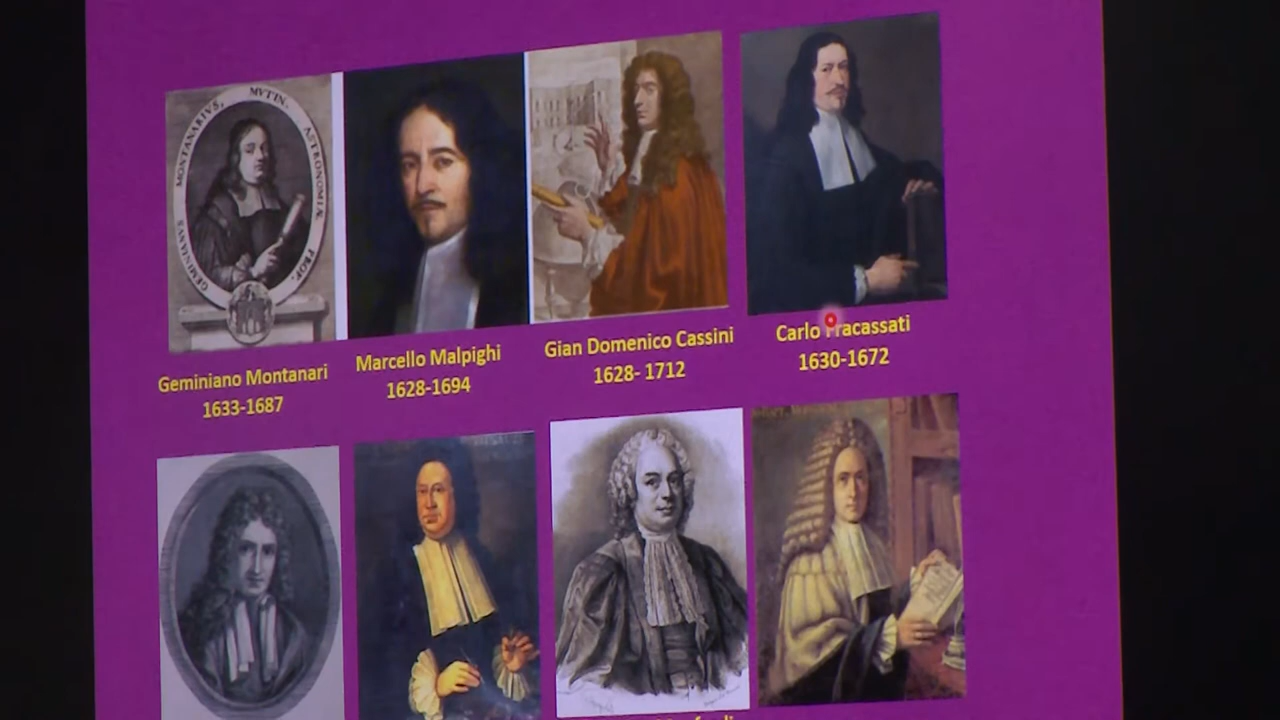 GEMINIANVS MONTANARIVS, MVTIN. ASTRONOMIÆ PROF.
Geminiano Montanari
1633-1687
Marcello Malpighi
1628-1694
Gian Domenico Cassini
1628- 1712
Carlo Fracassati
1630-1672